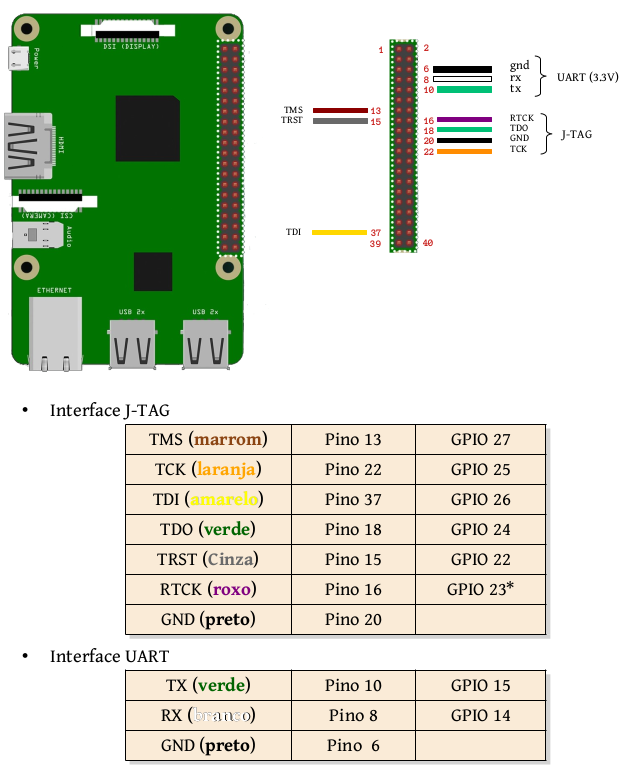 DSI (DISPLAY)
Power
HDMI
CSI (CAMERA)
Audio
ETHERNET
USB 2x
USB 2x
1
2
6
gnd
8
rx
10
tx
UART (3.3V)
TMS
13
TRST
15
16
RTCK
18
TDO
20
GND
22
TCK
J-TAG
TDI
37
39
40
• Interface J-TAG
TMS (marrom) Pino 13 GPIO 27
TCK (laranja) Pino 22 GPIO 25
TDI (amarelo) Pino 37 GPIO 26
TDO (verde) Pino 18 GPIO 24
TRST (Cinza) Pino 15 GPIO 22
RTCK (roxo) Pino 16 GPIO 23*
GND (preto) Pino 20
• Interface UART
TX (verde) Pino 10 GPIO 15
RX (branco) Pino 8 GPIO 14
GND (preto) Pino 6